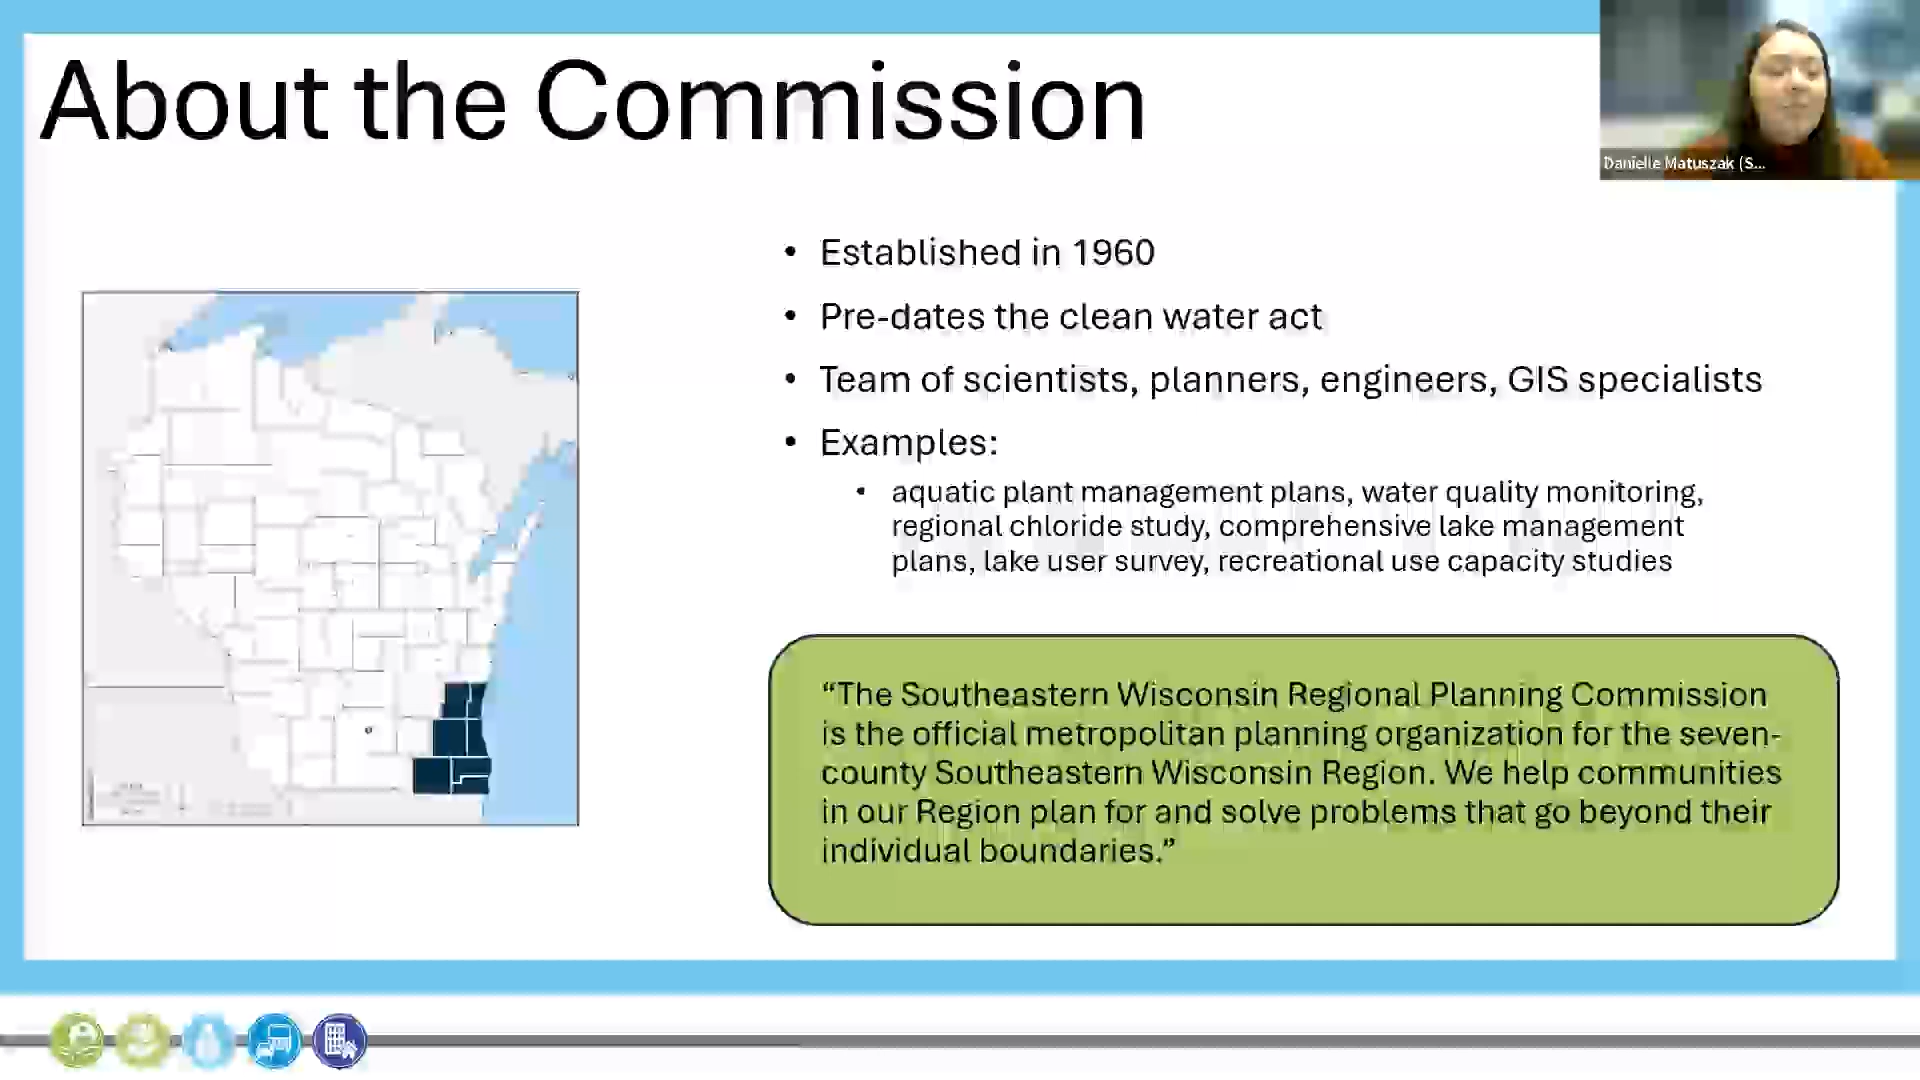 About the Commission
Danielle Matuszak (S...
• Established in 1960
• Pre-dates the clean water act
• Team of scientists, planners, engineers, GIS specialists
• Examples:
• aquatic plant management plans, water quality monitoring,
regional chloride study, comprehensive lake management
plans, lake user survey, recreational use capacity studies
“The Southeastern Wisconsin Regional Planning Commission
is the official metropolitan planning organization for the seven-
county Southeastern Wisconsin Region. We help communities
in our Region plan for and solve problems that go beyond their
individual boundaries.”